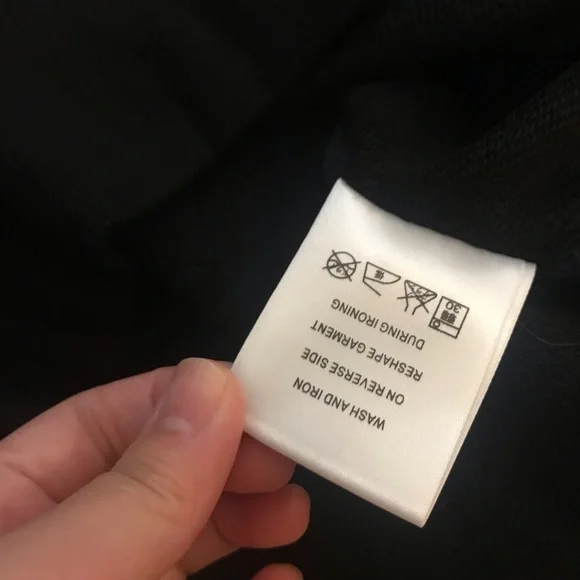 30
WASH AND IRON
ON REVERSE SIDE
RESHAPE GARMENT
DURING IRONING